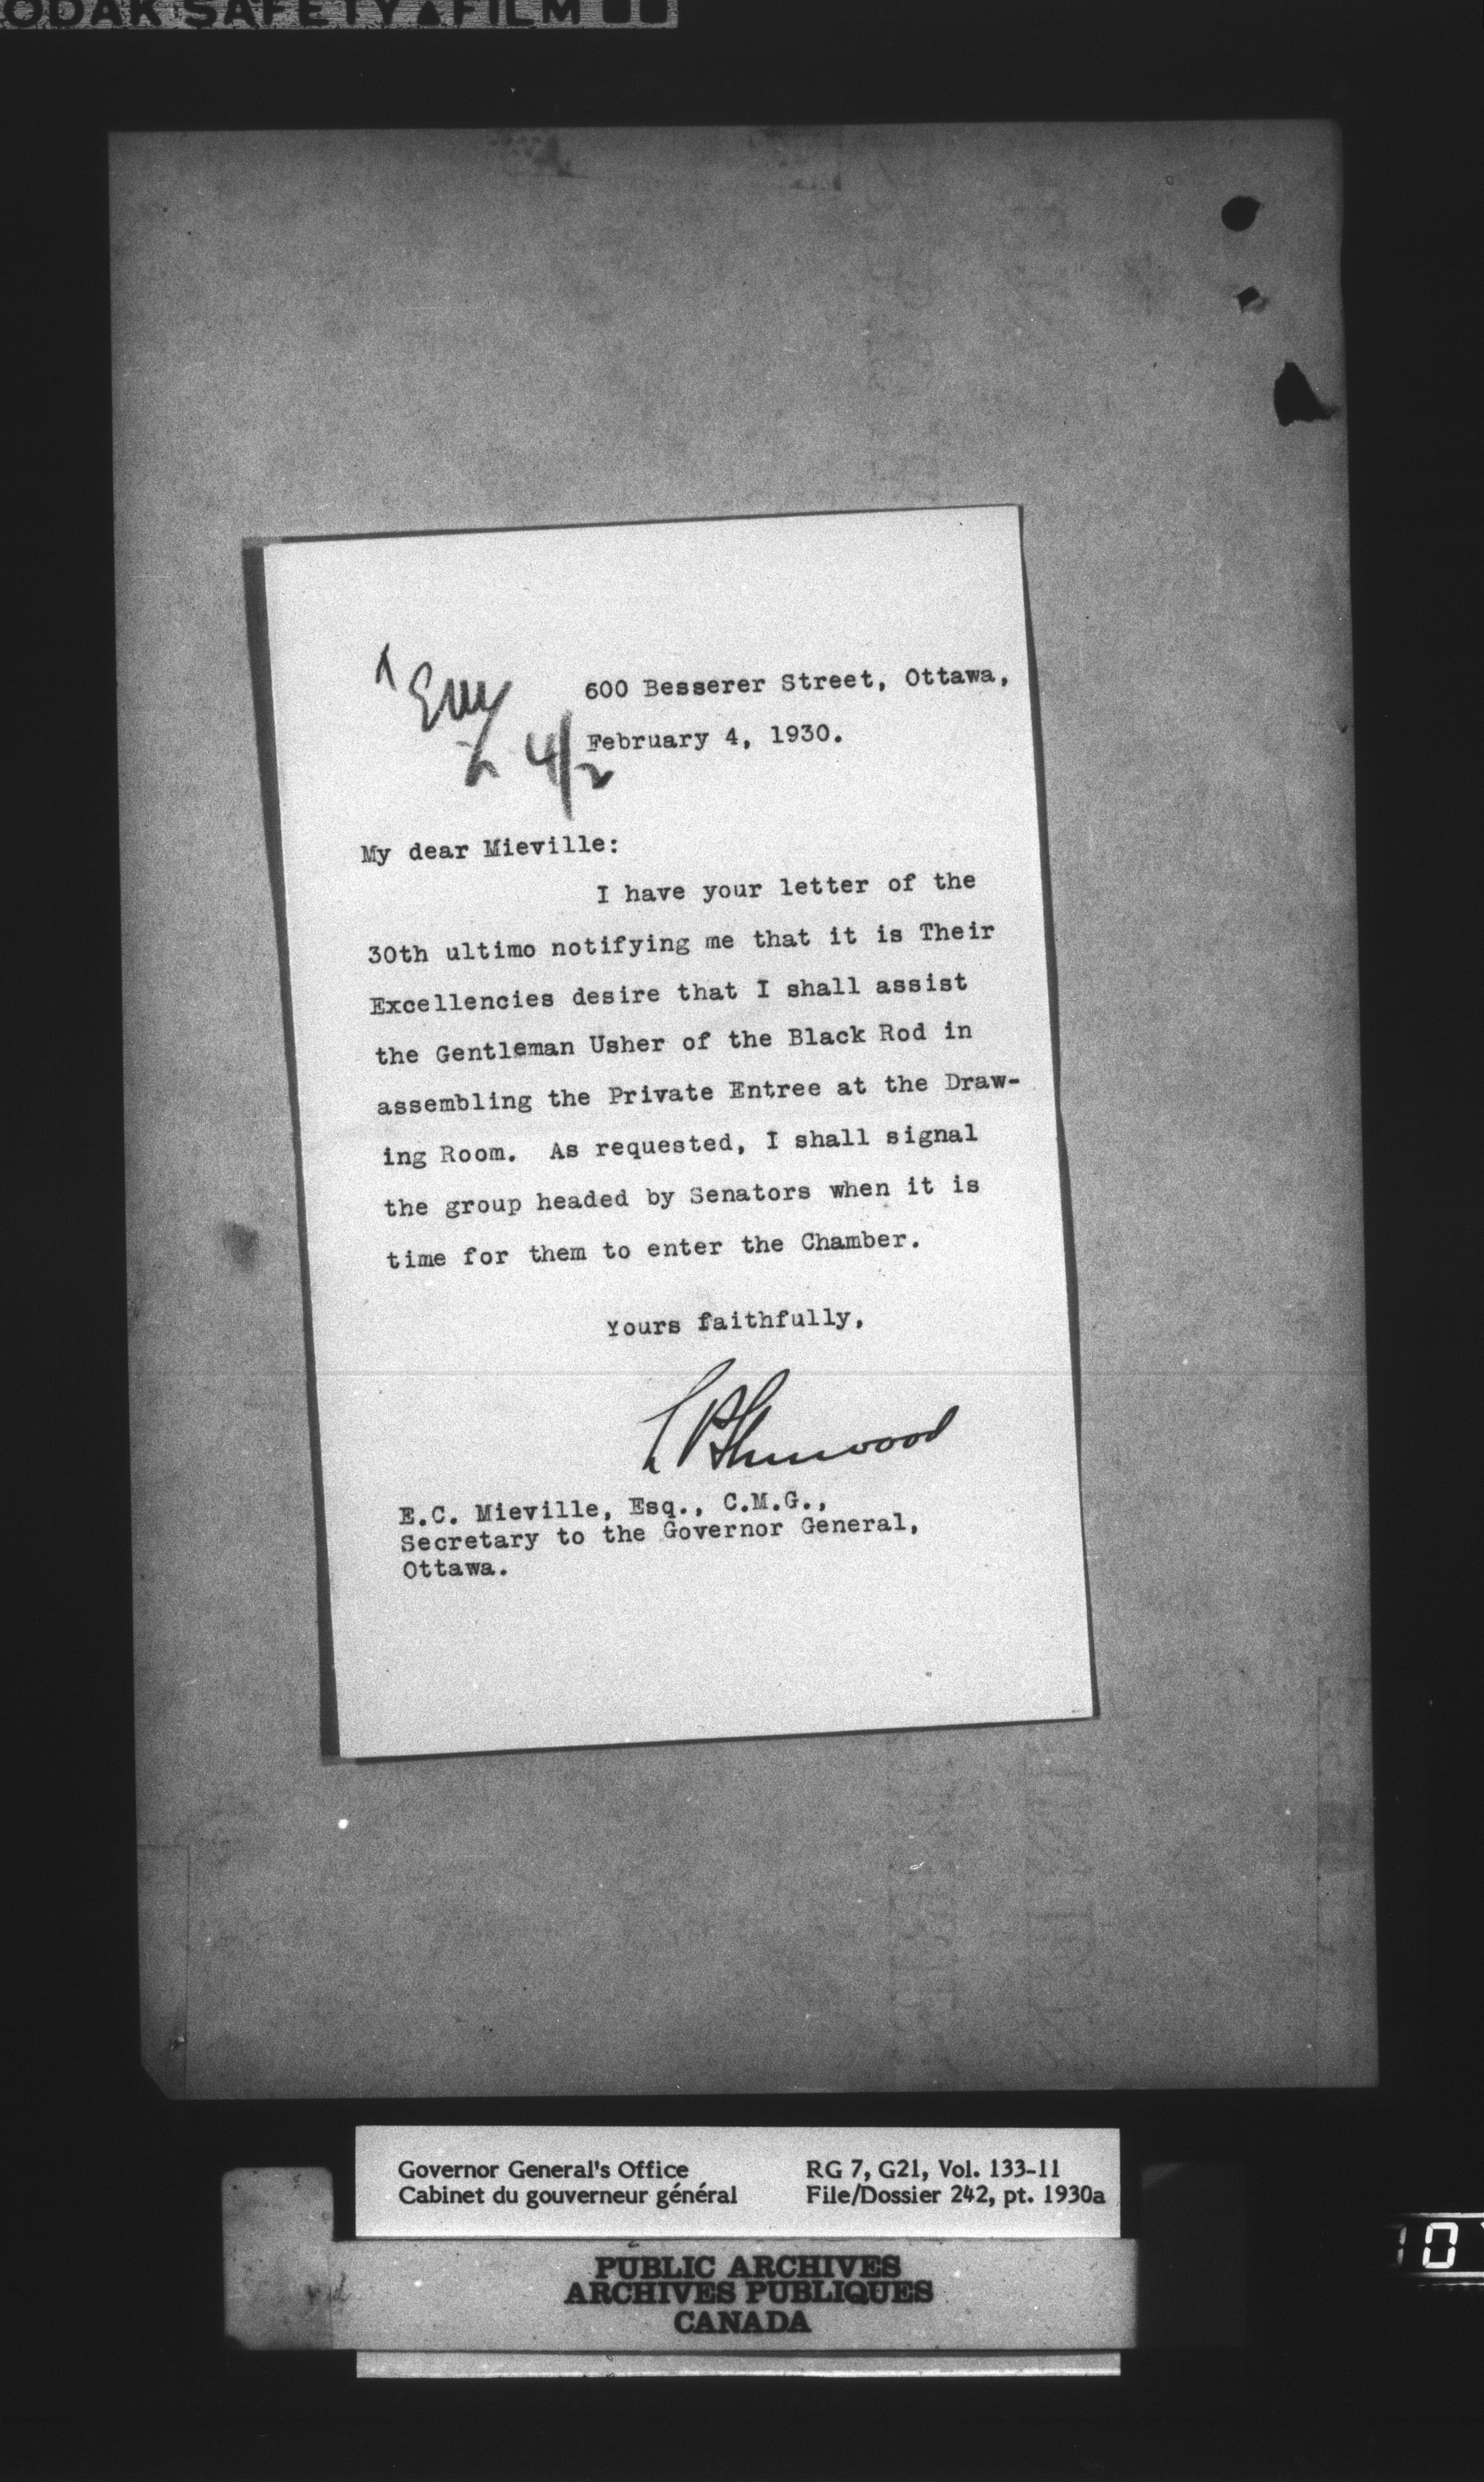 ODAK SAFETY FILM
600 Besserer Street, Ottawa,
February 4, 1930.
4/2
My dear Mieville:
I have your letter of the
30th ultimo notifying me that it is Their
Excellencies desire that I shall assist
the Gentleman Usher of the Black Rod in
assembling the Private Entree at the Draw-
ing Room. As requested, I shall signal
the group headed by Senators when it is
time for them to enter the Chamber.
Yours faithfully,
Sherwood
E.C. Mieville, Esq., C.M.G.,
Secretary to the Governor General,
Ottawa.
Governor General's Office
Cabinet du gouverneur général
RG 7, G21, Vol. 133-11
File/Dossier 242, pt. 1930a
PUBLIC ARCHIVES
ARCHIVES PUBLIQUES
CANADA
10